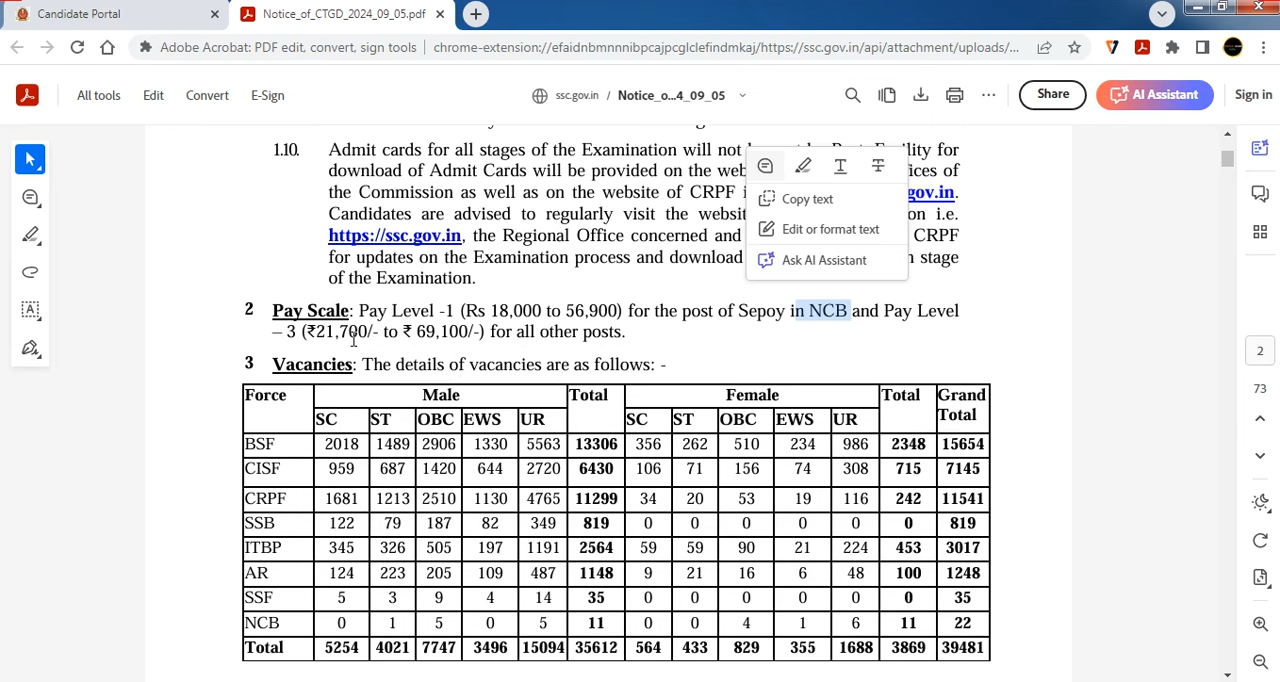 Candidate Portal
Notice_of_CTGD_2024_09_05.pdf
Adobe Acrobat: PDF edit, convert, sign tools | chrome-extension://efaidnbmnnnibpcajpcglclefindmkaj/https://ssc.gov.in/api/attachment/uploads/...
All tools Edit Convert E-Sign ssc.gov.in / Notice_o...4_09_05 Share AI Assistant Sign in
1.10. Admit cards for all stages of the Examination will not Facility for
download of Admit Cards will be provided on the
the Commission as well as on the website of CRPF gov.in.
Candidates are advised to regularly visit the i.e.
https://ssc.gov.in, the Regional Office concerned and CRPF
for updates on the Examination process and download stage
of the Examination.
Copy text
Edit or format text
Ask AI Assistant
2 Pay Scale: Pay Level -1 (Rs 18,000 to 56,900) for the post of Sepoy in NCB and Pay Level
– 3 (₹21,700/- to ₹ 69,100/-) for all other posts.
3 Vacancies: The details of vacancies are as follows: -
Force Male Total Female Total Grand Total
SC ST OBC EWS UR SC ST OBC EWS UR
BSF 2018 1489 2906 1330 5563 13306 356 262 510 234 986 2348 15654
CISF 959 687 1420 644 2720 6430 106 71 156 74 308 715 7145
CRPF 1681 1213 2510 1130 4765 11299 34 20 53 19 116 242 11541
SSB 122 79 187 82 349 819 0 0 0 0 0 0 819
ITBP 345 326 505 197 1191 2564 59 59 90 21 224 453 3017
AR 124 223 205 109 487 1148 9 21 16 6 48 100 1248
SSF 5 3 9 4 14 35 0 0 0 0 0 0 35
NCB 0 1 5 0 5 11 0 0 4 1 6 11 22
Total 5254 4021 7747 3496 15094 35612 564 433 829 355 1688 3869 39481
2
73